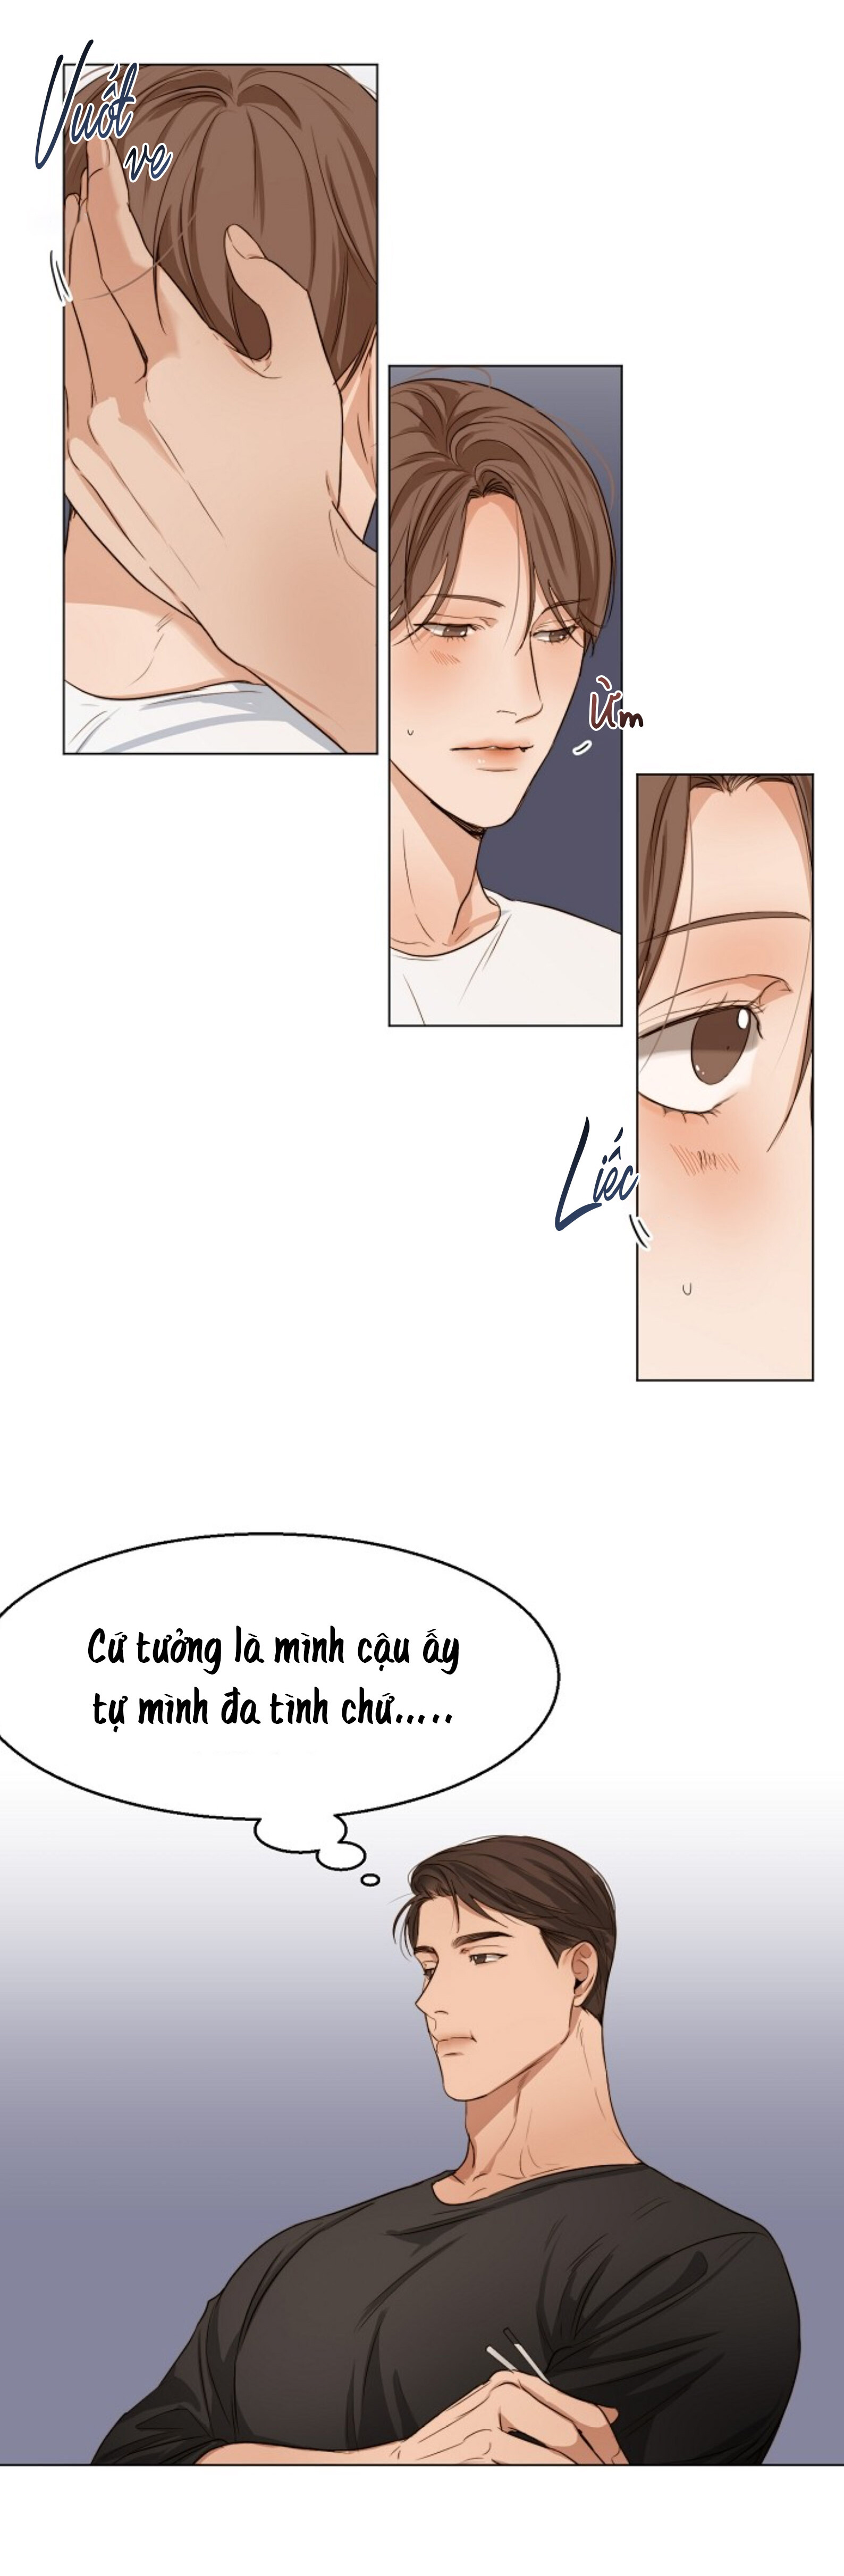 Vuốt
ve
Ừm
Liếc
Cứ tưởng là mình cậu ấy
tự mình đa tình chứ.....